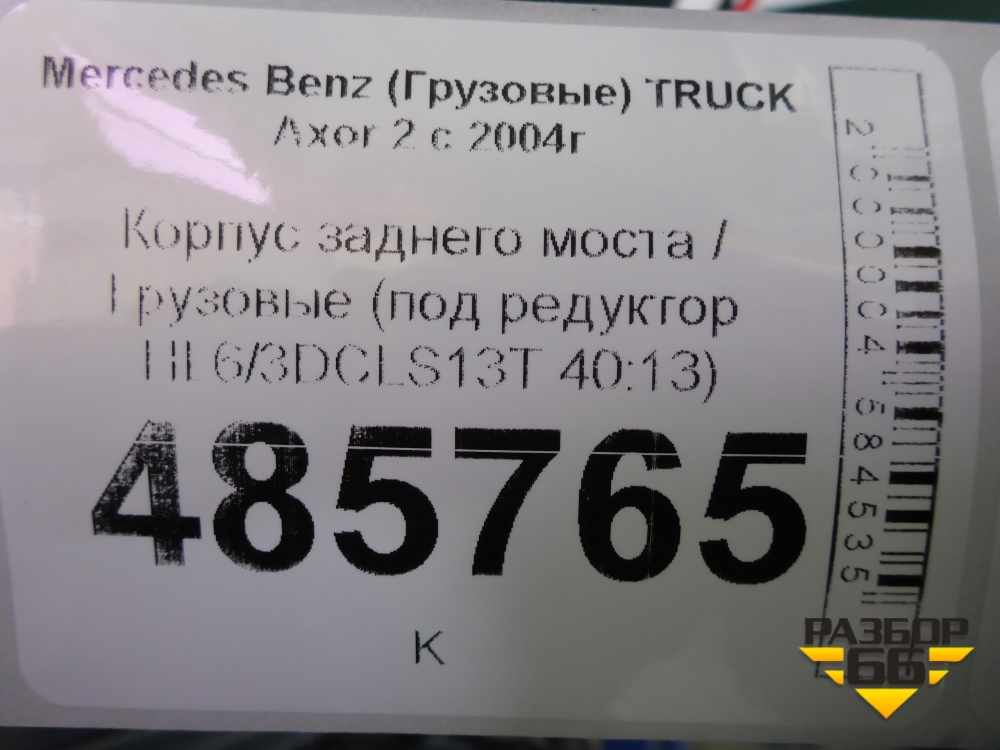 Mercedes Benz (Грузовые) TRUCK
Axor 2 с 2004г
Корпус заднего моста /
Грузовые (под редуктор
HL6/3DCLS13T 40:13)
485765
К
2000004584535
РАЗБОР
66